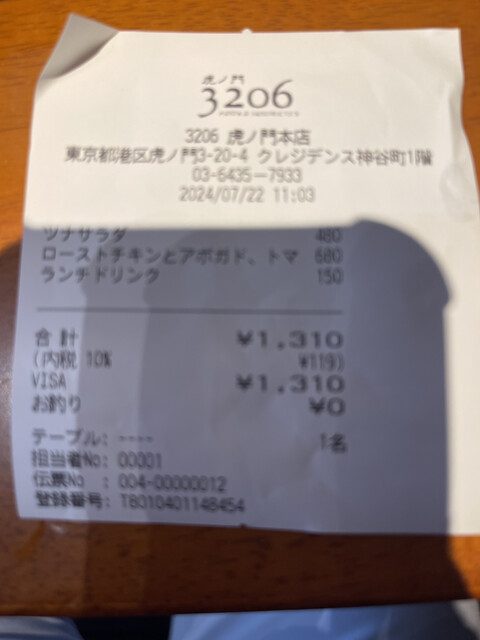 虎ノ門
3206
3206 虎ノ門本店
東京都港区虎ノ門3-20-4 クレジデンス神谷町1階
03-6435-7933
2024/07/22 11:03
ツナサラダ 480
ローストチキンとアボガド、トマ 680
ランチドリンク 150
合計 ¥1,310
(内税 10% ¥119)
VISA ¥1,310
お釣り ¥0
テーブル: ---- 1名
担当者No: 00001
伝票No : 004-00000012
登録番号: T8010401148454